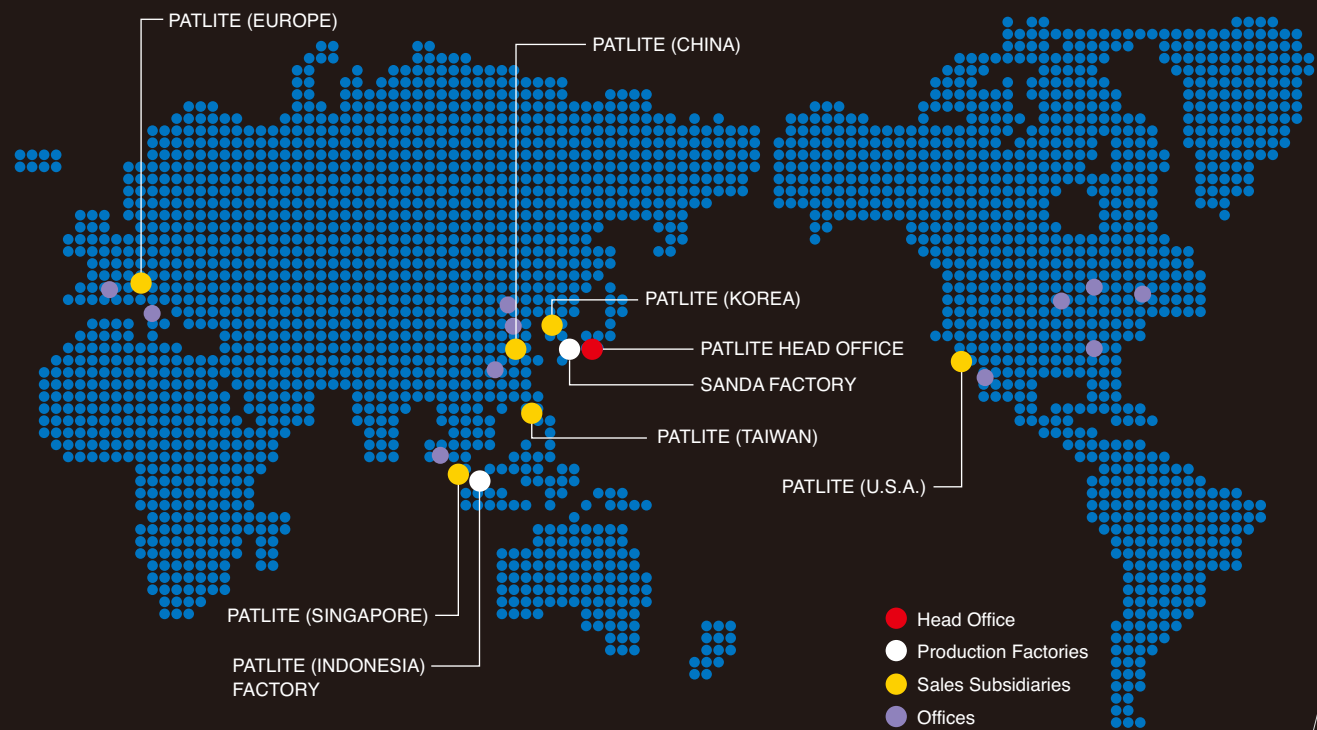 PATLITE (EUROPE)
PATLITE (CHINA)
PATLITE (KOREA)
PATLITE HEAD OFFICE
SANDA FACTORY
PATLITE (TAIWAN)
PATLITE (U.S.A.)
PATLITE (SINGAPORE)
PATLITE (INDONESIA)
FACTORY
Head Office
Production Factories
Sales Subsidiaries
Offices